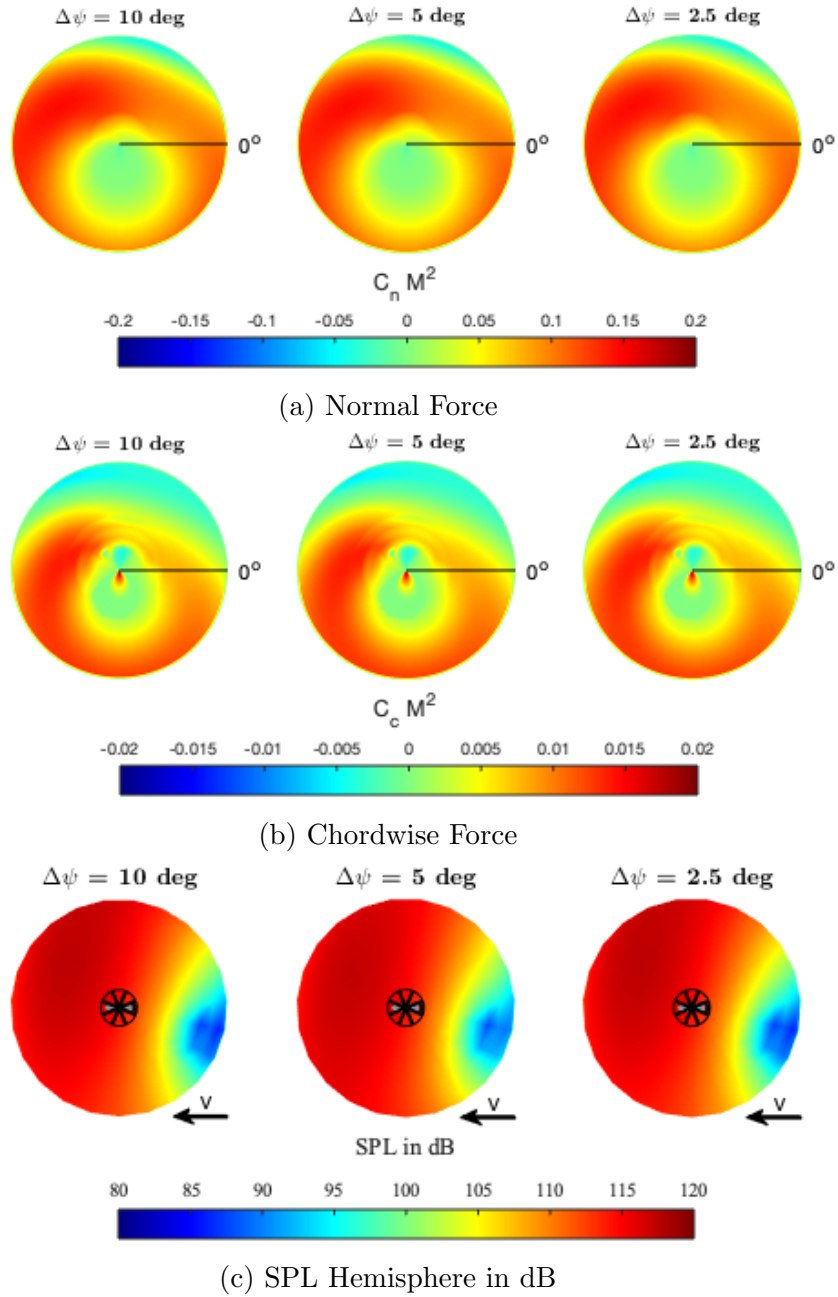 Δψ = 10 deg Δψ = 5 deg Δψ = 2.5 deg
0° 0° 0°
C_n M^2
-0.2 -0.15 -0.1 -0.05 0 0.05 0.1 0.15 0.2
(a) Normal Force
Δψ = 10 deg Δψ = 5 deg Δψ = 2.5 deg
0° 0° 0°
C_c M^2
-0.02 -0.015 -0.01 -0.005 0 0.005 0.01 0.015 0.02
(b) Chordwise Force
Δψ = 10 deg Δψ = 5 deg Δψ = 2.5 deg
V V V
SPL in dB
80 85 90 95 100 105 110 115 120
(c) SPL Hemisphere in dB